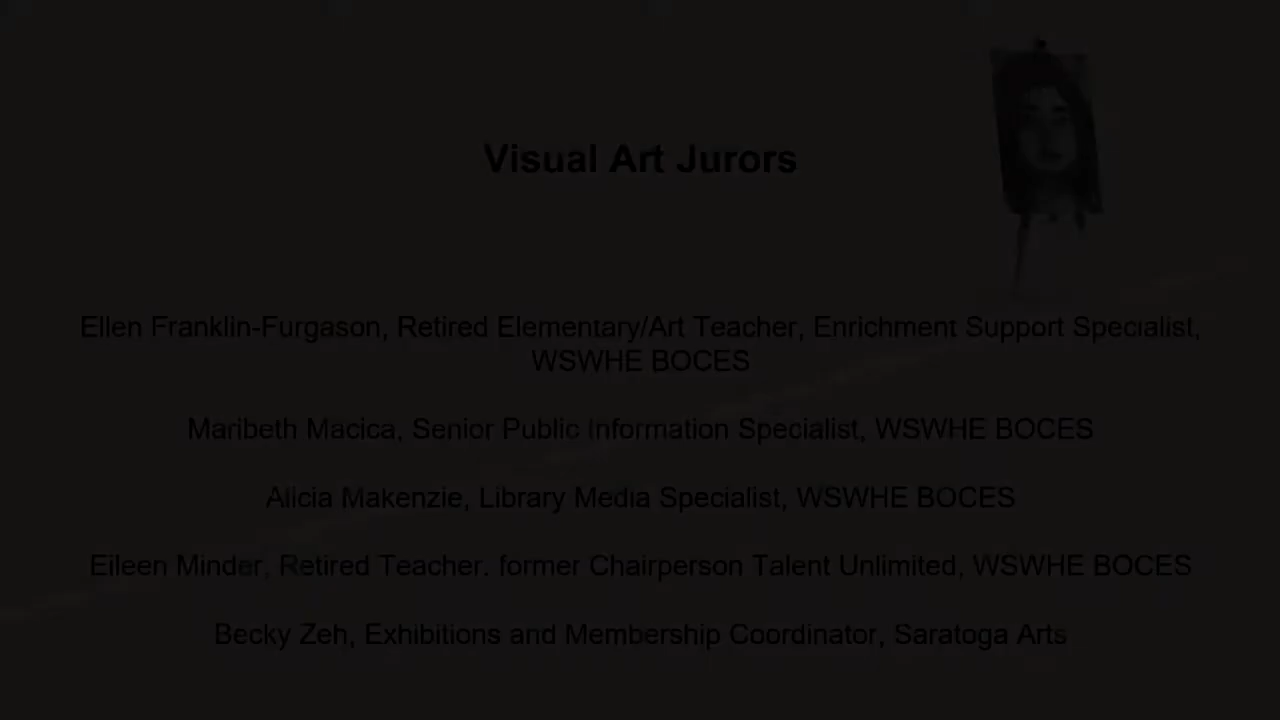 Visual Art Jurors
Ellen Franklin-Furgason, Retired Elementary/Art Teacher, Enrichment Support Specialist,
WSWHE BOCES
Maribeth Macica, Senior Public Information Specialist, WSWHE BOCES
Alicia Makenzie, Library Media Specialist, WSWHE BOCES
Eileen Minder, Retired Teacher. former Chairperson Talent Unlimited, WSWHE BOCES
Becky Zeh, Exhibitions and Membership Coordinator, Saratoga Arts